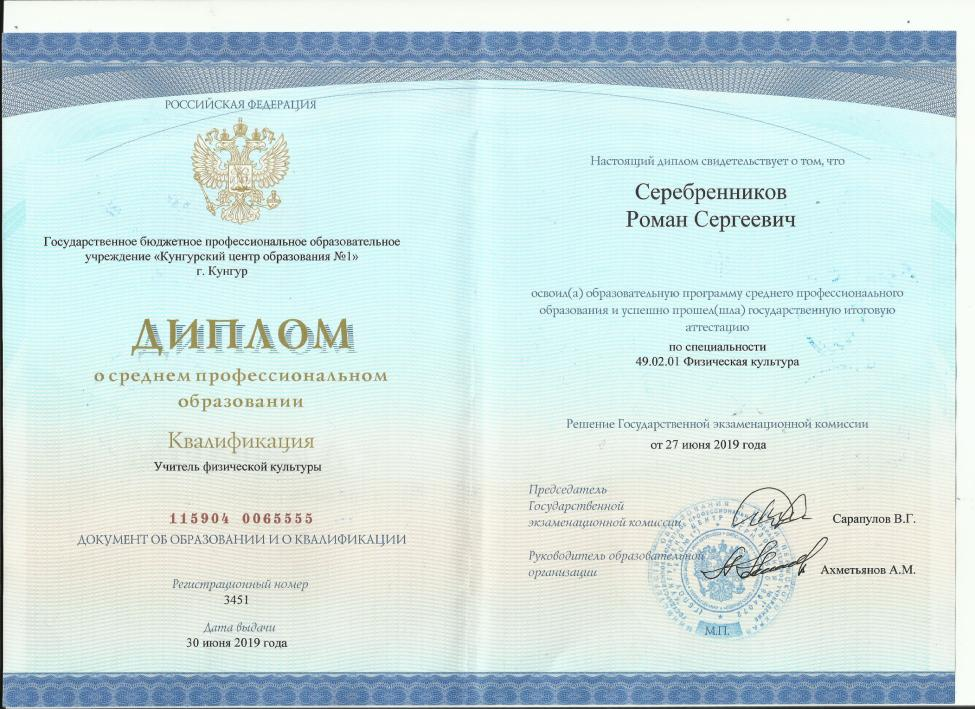 РОССИЙСКАЯ ФЕДЕРАЦИЯ
Государственное бюджетное профессиональное образовательное
учреждение «Кунгурский центр образования №1»
г. Кунгур
ДИПЛОМ
о среднем профессиональном
образовании
Квалификация
Учитель физической культуры
115904 0065555
ДОКУМЕНТ ОБ ОБРАЗОВАНИИ И О КВАЛИФИКАЦИИ
Регистрационный номер
3451
Дата выдачи
30 июня 2019 года
Настоящий диплом свидетельствует о том, что
Серебренников
Роман Сергеевич
освоил(а) образовательную программу среднего профессионального
образования и успешно прошел(шла) государственную итоговую
аттестацию
по специальности
49.02.01 Физическая культура
Решение Государственной экзаменационной комиссии
от 27 июня 2019 года
Председатель
Государственной
экзаменационной комиссии
Сарапулов В.Г.
Руководитель образовательной
организации
Ахметьянов А.М.
М.П.